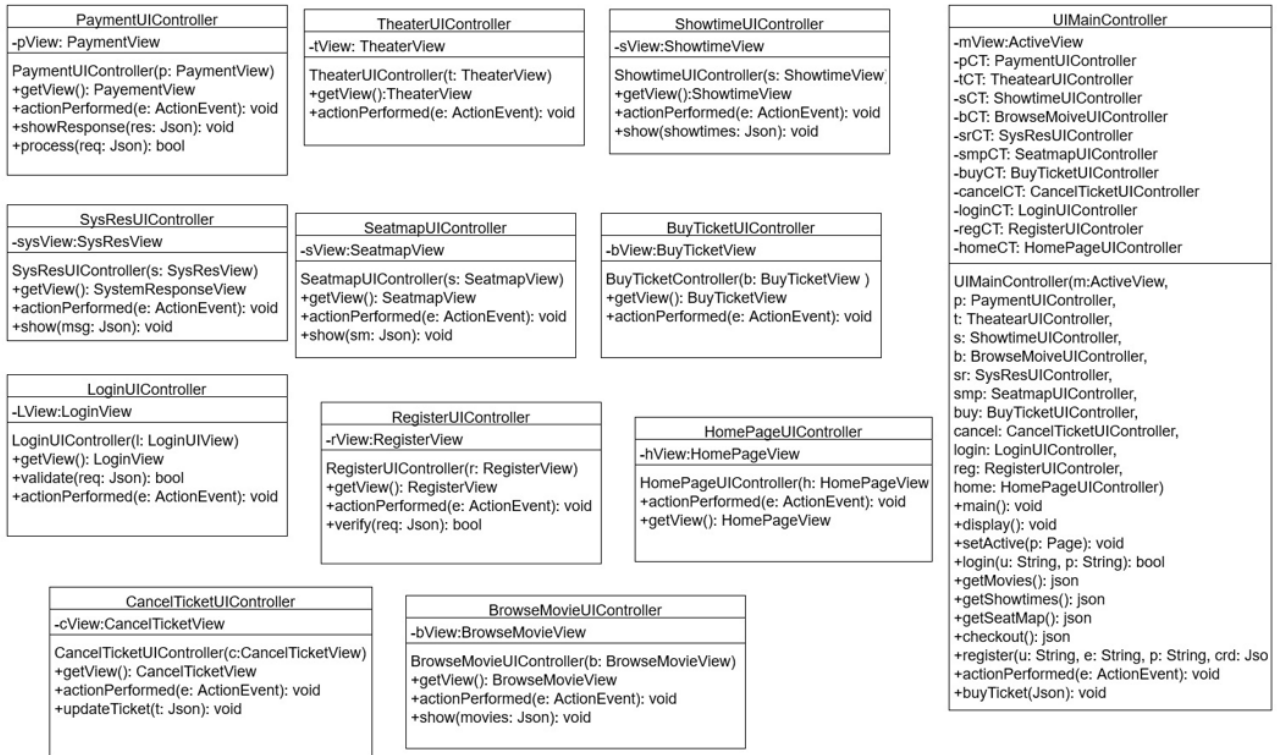 PaymentUIController
-pView: PaymentView
PaymentUIController(p: PaymentView)
+getView(): PayementView
+actionPerformed(e: ActionEvent): void
+showResponse(res: Json): void
+process(req: Json): bool
TheaterUIController
-tView: TheaterView
TheaterUIController(t: TheaterView)
+getView():TheaterView
+actionPerformed(e: ActionEvent): void
ShowtimeUIController
-sView:ShowtimeView
ShowtimeUIController(s: ShowtimeView)
+getView():ShowtimeView
+actionPerformed(e: ActionEvent): void
+show(showtimes: Json): void
UIMainController
-mView:ActiveView
-pCT: PaymentUIController
-tCT: TheatearUIController
-sCT: ShowtimeUIController
-bCT: BrowseMoiveUIController
-srCT: SysResUIController
-smpCT: SeatmapUIController
-buyCT: BuyTicketUIController
-cancelCT: CancelTicketUIController
-loginCT: LoginUIController
-regCT: RegisterUIControler
-homeCT: HomePageUIController
UIMainController(m:ActiveView,
p: PaymentUIController,
t: TheatearUIController,
s: ShowtimeUIController,
b: BrowseMoiveUIController,
sr: SysResUIController,
smp: SeatmapUIController,
buy: BuyTicketUIController,
cancel: CancelTicketUIController,
login: LoginUIController,
reg: RegisterUIControler,
home: HomePageUIController)
+main(): void
+display(): void
+setActive(p: Page): void
+login(u: String, p: String): bool
+getMovies(): json
+getShowtimes(): json
+getSeatMap(): json
+checkout(): json
+register(u: String, e: String, p: String, crd: Jso
+actionPerformed(e: ActionEvent): void
+buyTicket(Json): void
SysResUIController
-sysView:SysResView
SysResUIController(s: SysResView)
+getView(): SystemResponseView
+actionPerformed(e: ActionEvent): void
+show(msg: Json): void
SeatmapUIController
-sView:SeatmapView
SeatmapUIController(s: SeatmapView)
+getView(): SeatmapView
+actionPerformed(e: ActionEvent): void
+show(sm: Json): void
BuyTicketUIController
-bView:BuyTicketView
BuyTicketController(b: BuyTicketView )
+getView(): BuyTicketView
+actionPerformed(e: ActionEvent): void
LoginUIController
-LView:LoginView
LoginUIController(l: LoginUIView)
+getView(): LoginView
+validate(req: Json): bool
+actionPerformed(e: ActionEvent): void
RegisterUIController
-rView:RegisterView
RegisterUIController(r: RegisterView)
+getView(): RegisterView
+actionPerformed(e: ActionEvent): void
+verify(req: Json): bool
HomePageUIController
-hView:HomePageView
HomePageUIController(h: HomePageView
+actionPerformed(e: ActionEvent): void
+getView(): HomePageView
CancelTicketUIController
-cView:CancelTicketView
CancelTicketUIController(c:CancelTicketView)
+getView(): CancelTicketView
+actionPerformed(e: ActionEvent): void
+updateTicket(t: Json): void
BrowseMovieUIController
-bView:BrowseMovieView
BrowseMovieUIController(b: BrowseMovieView)
+getView(): BrowseMovieView
+actionPerformed(e: ActionEvent): void
+show(movies: Json): void